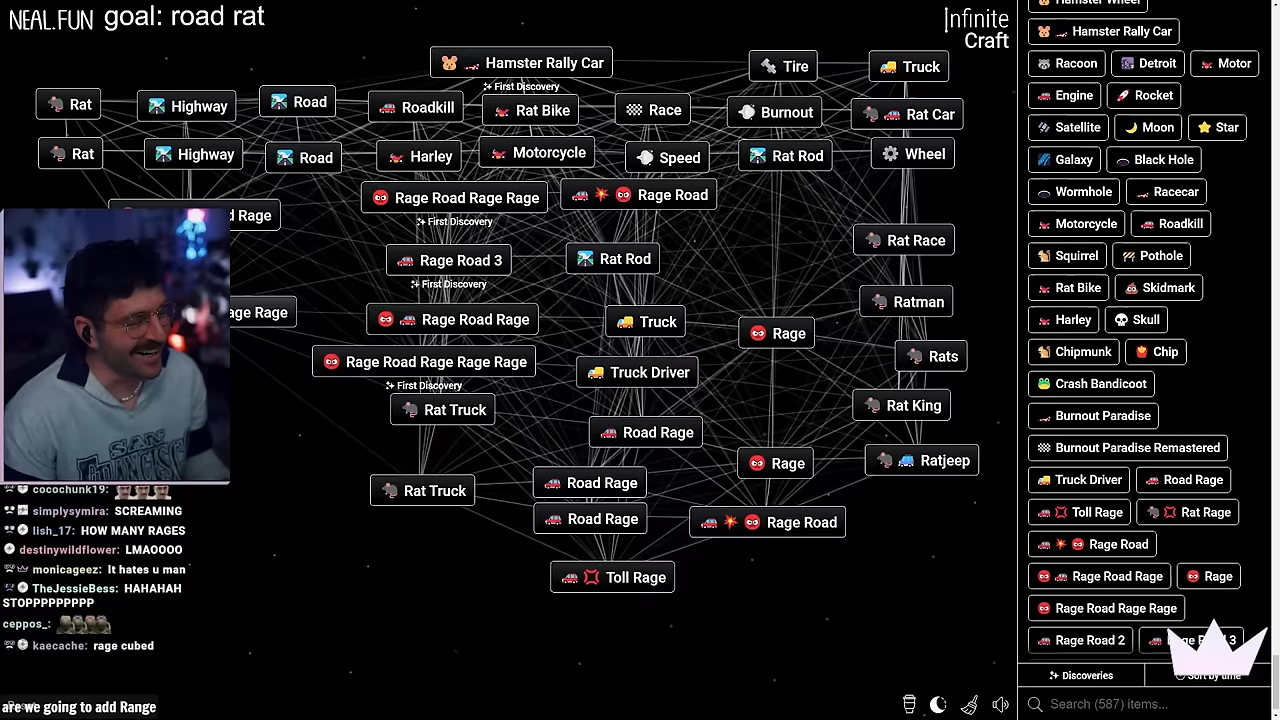 NEAL.FUN goal: road rat
Infinite
Craft
Hamster Rally Car
First Discovery
Tire
Truck
Rat
Highway
Road
Roadkill
Rat Bike
Race
Burnout
Rat Car
Rat
Highway
Road
Harley
Motorcycle
Speed
Rat Rod
Wheel
Rage Road Rage Rage
First Discovery
Rage Road
d Rage
Rat Race
Rage Road 3
First Discovery
Rat Rod
Ratman
age Rage
Rage Road Rage
Truck
Rage
Rats
Rage Road Rage Rage Rage
First Discovery
Truck Driver
Rat Truck
Rat King
Road Rage
Rage
Ratjeep
Rat Truck
Road Rage
Road Rage
Rage Road
Toll Rage
Hamster Wheel
Hamster Rally Car
Racoon
Detroit
Motor
Engine
Rocket
Satellite
Moon
Star
Galaxy
Black Hole
Wormhole
Racecar
Motorcycle
Roadkill
Squirrel
Pothole
Rat Bike
Skidmark
Harley
Skull
Chipmunk
Chip
Crash Bandicoot
Burnout Paradise
Burnout Paradise Remastered
Truck Driver
Road Rage
Toll Rage
Rat Rage
Rage Road
Rage Road Rage
Rage
Rage Road Rage Rage
Rage Road 2
3
Discoveries
Sort by time
Search (587) items...
SAN
FRANCISCO
cocochunk19:
simplysymira: SCREAMING
lish_17: HOW MANY RAGES
destinywildflower: LMAOOOO
monicageez: It hates u man
TheJessieBess: HAHAHAH
STOPPPPPPPPP
ceppos_:
kaecache: rage cubed
are we going to add Range